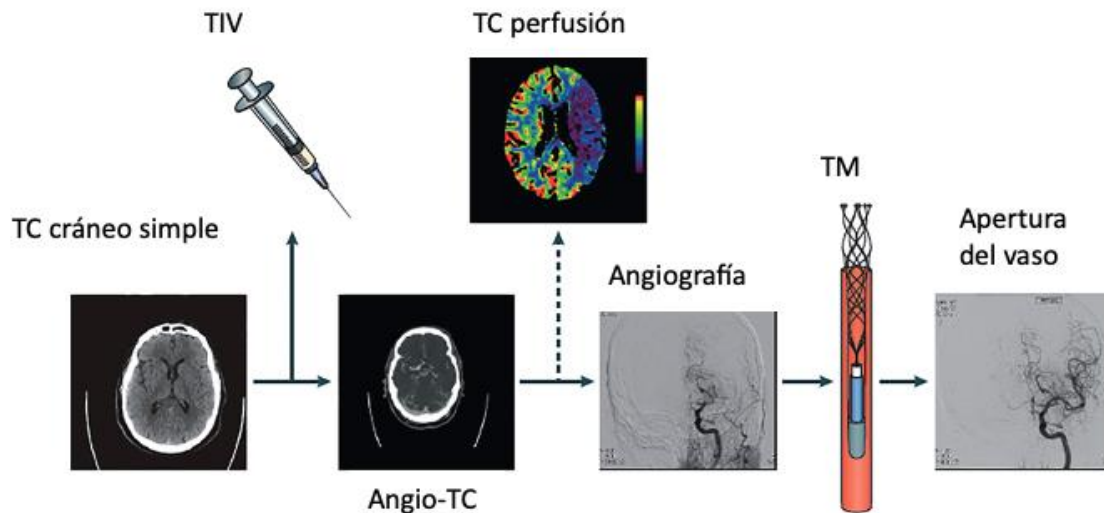 TIV
TC perfusión
TM
TC cráneo simple
Apertura
del vaso
Angiografía
Angio-TC